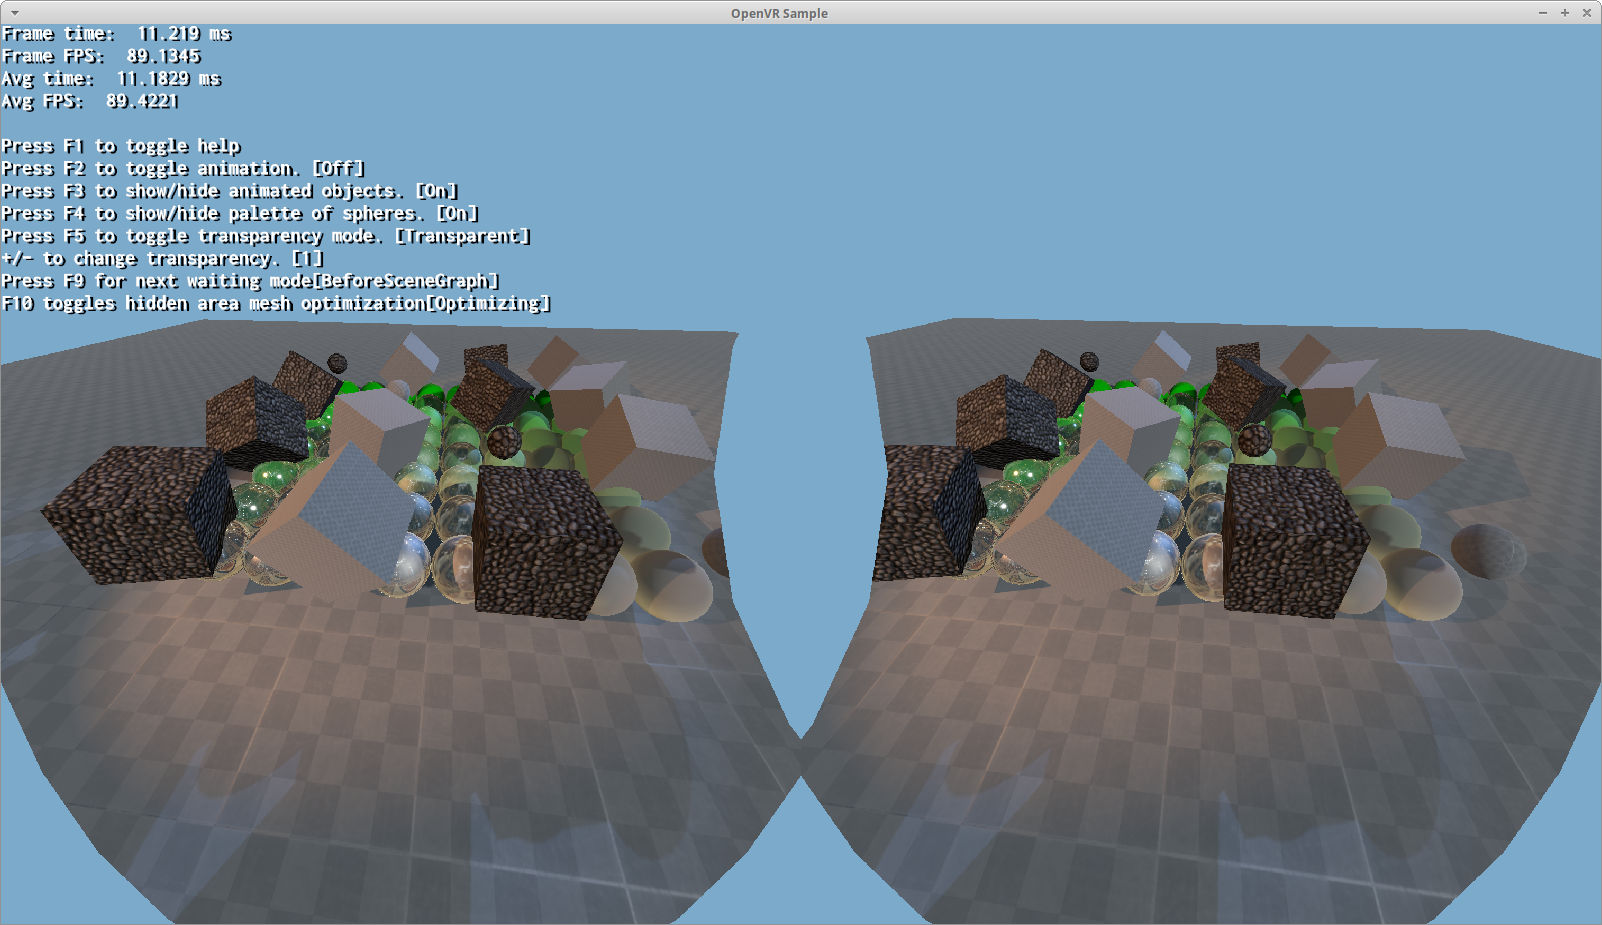 OpenVR Sample
Frame time:  11.219 ms
Frame FPS:  89.1345
Avg time:  11.1829 ms
Avg FPS:  89.4221
Press F1 to toggle help
Press F2 to toggle animation. [Off]
Press F3 to show/hide animated objects. [On]
Press F4 to show/hide palette of spheres. [On]
Press F5 to toggle transparency mode. [Transparent]
+/- to change transparency. [1]
Press F9 for next waiting mode[BeforeSceneGraph]
F10 toggles hidden area mesh optimization[Optimizing]